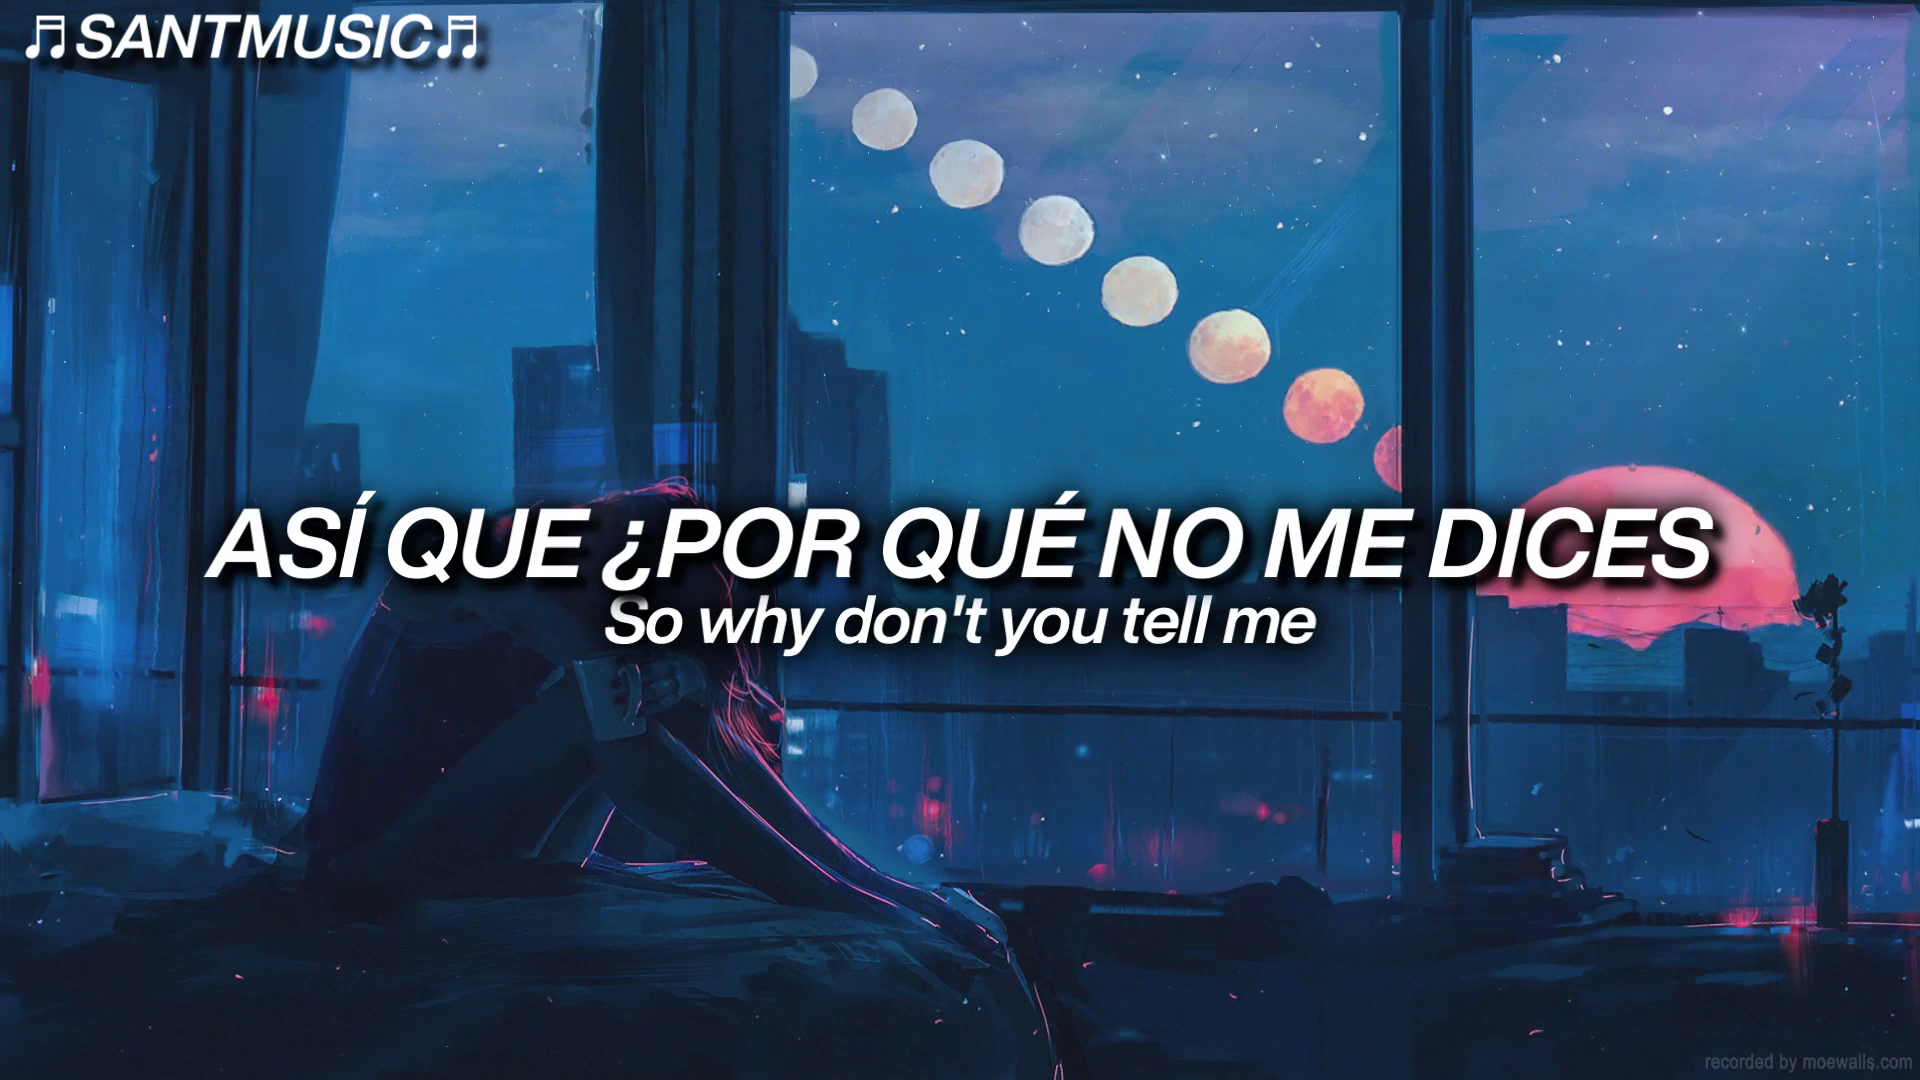 ♬SANTMUSIC♬
ASÍ QUE ¿POR QUÉ NO ME DICES
So why don't you tell me
recorded by moewalls.com